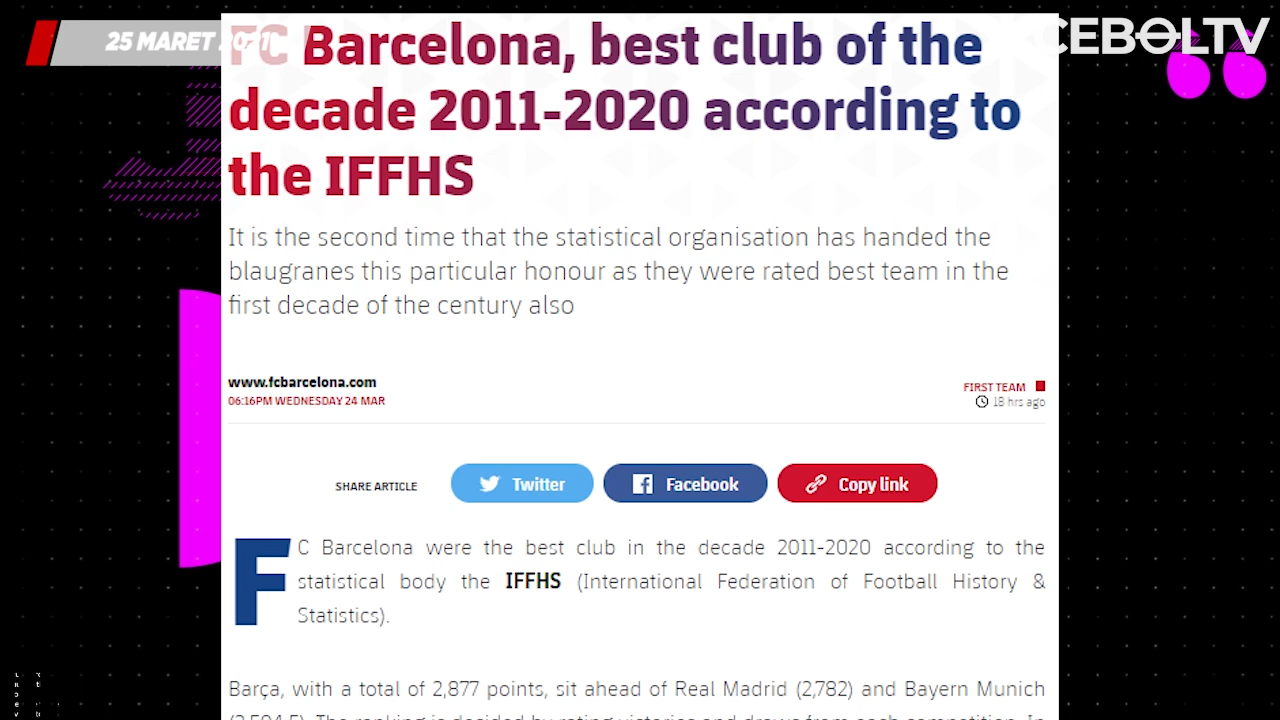 25 MARET 2021
CEBOLTV
FC Barcelona, best club of the
decade 2011-2020 according to
the IFFHS
It is the second time that the statistical organisation has handed the
blaugranes this particular honour as they were rated best team in the
first decade of the century also
www.fcbarcelona.com
06:16PM WEDNESDAY 24 MAR
FIRST TEAM
18 hrs ago
SHARE ARTICLE
Twitter
Facebook
Copy link
FC Barcelona were the best club in the decade 2011-2020 according to the
statistical body the IFFHS (International Federation of Football History &
Statistics).
Barça, with a total of 2,877 points, sit ahead of Real Madrid (2,782) and Bayern Munich